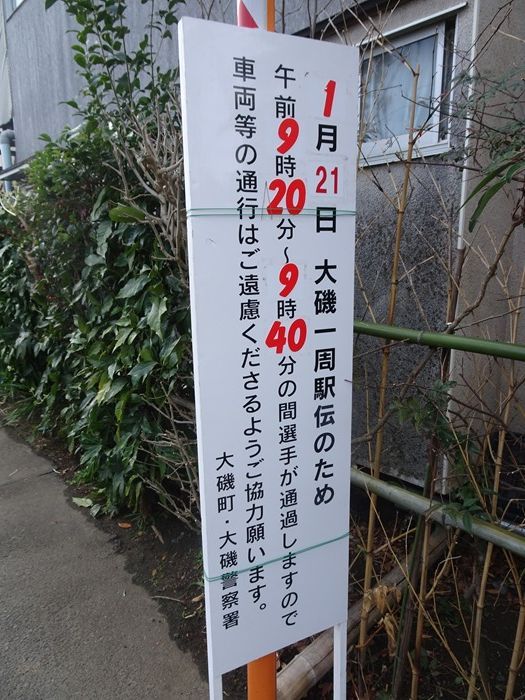 1月21日 大磯一周駅伝のため
午前9時20分～9時40分の間選手が通過しますので
車両等の通行はご遠慮くださるようご協力願います。
大磯町・大磯警察署